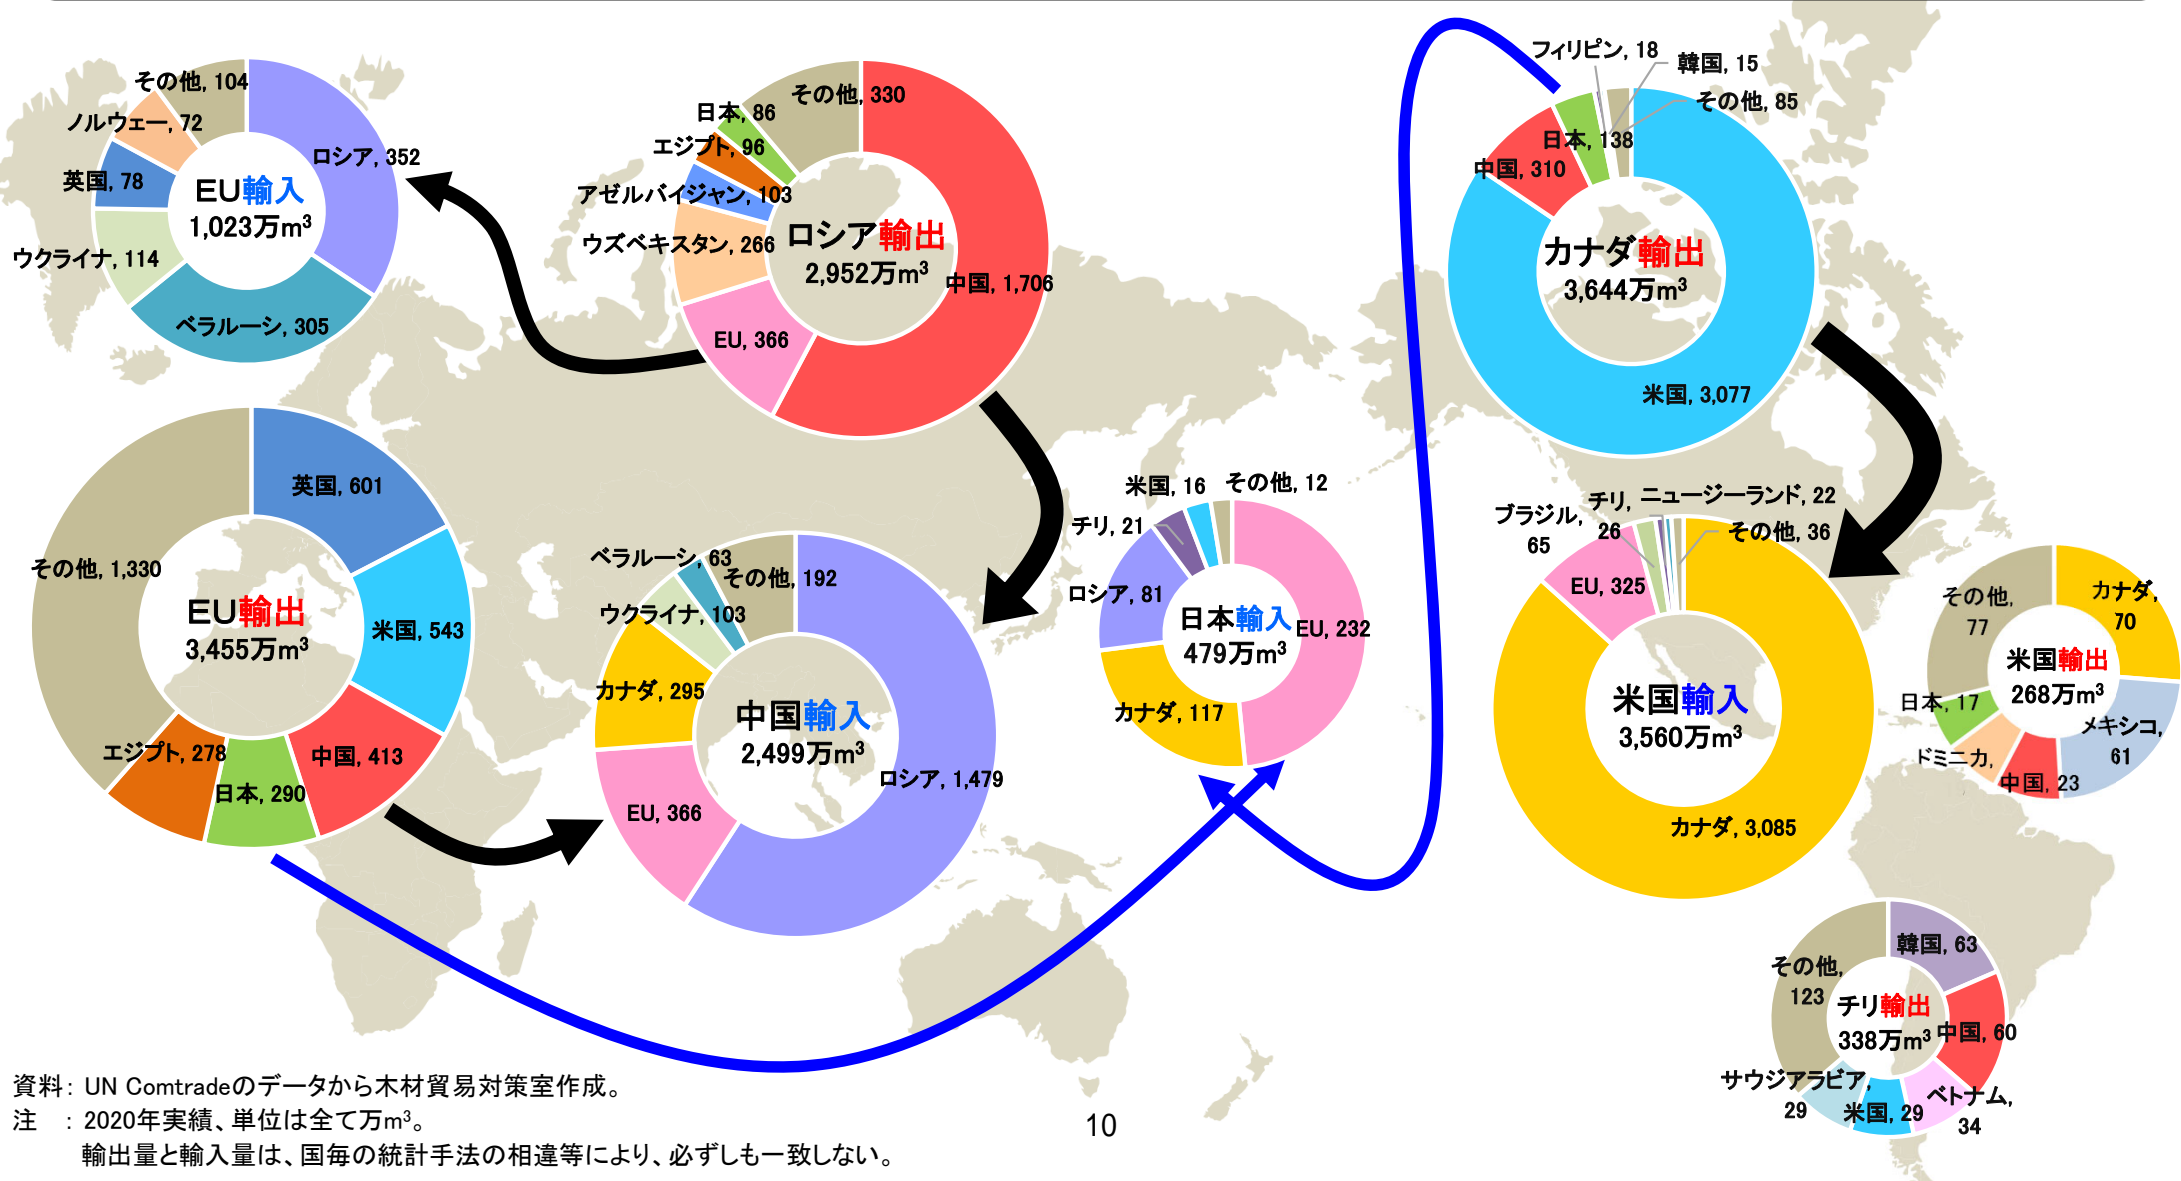 その他, 104
ノルウェー, 72
英国, 78
ウクライナ, 114
ベラルーシ, 305
ロシア, 352
EU輸入
1,023万m³
その他, 330
日本, 86
エジプト, 96
アゼルバイジャン, 103
ウズベキスタン, 266
EU, 366
中国, 1,706
ロシア輸出
2,952万m³
フィリピン, 18
韓国, 15
その他, 85
日本, 138
中国, 310
米国, 3,077
カナダ輸出
3,644万m³
英国, 601
米国, 543
中国, 413
日本, 290
エジプト, 278
その他, 1,330
EU輸出
3,455万m³
ベラルーシ, 63
その他, 192
ウクライナ, 103
カナダ, 295
EU, 366
ロシア, 1,479
中国輸入
2,499万m³
米国, 16
その他, 12
チリ, 21
ロシア, 81
カナダ, 117
EU, 232
日本輸入
479万m³
ブラジル,
65
チリ,
26
ニュージーランド, 22
その他, 36
EU, 325
カナダ, 3,085
米国輸入
3,560万m³
その他,
77
カナダ,
70
メキシコ,
61
中国, 23
ドミニカ,
日本, 17
米国輸出
268万m³
その他,
123
韓国, 63
中国, 60
ベトナム,
34
米国, 29
サウジアラビア,
29
チリ輸出
338万m³
資料: UN Comtradeのデータから木材貿易対策室作成。
注 : 2020年実績、単位は全て万m³。
輸出量と輸入量は、国毎の統計手法の相違等により、必ずしも一致しない。
10